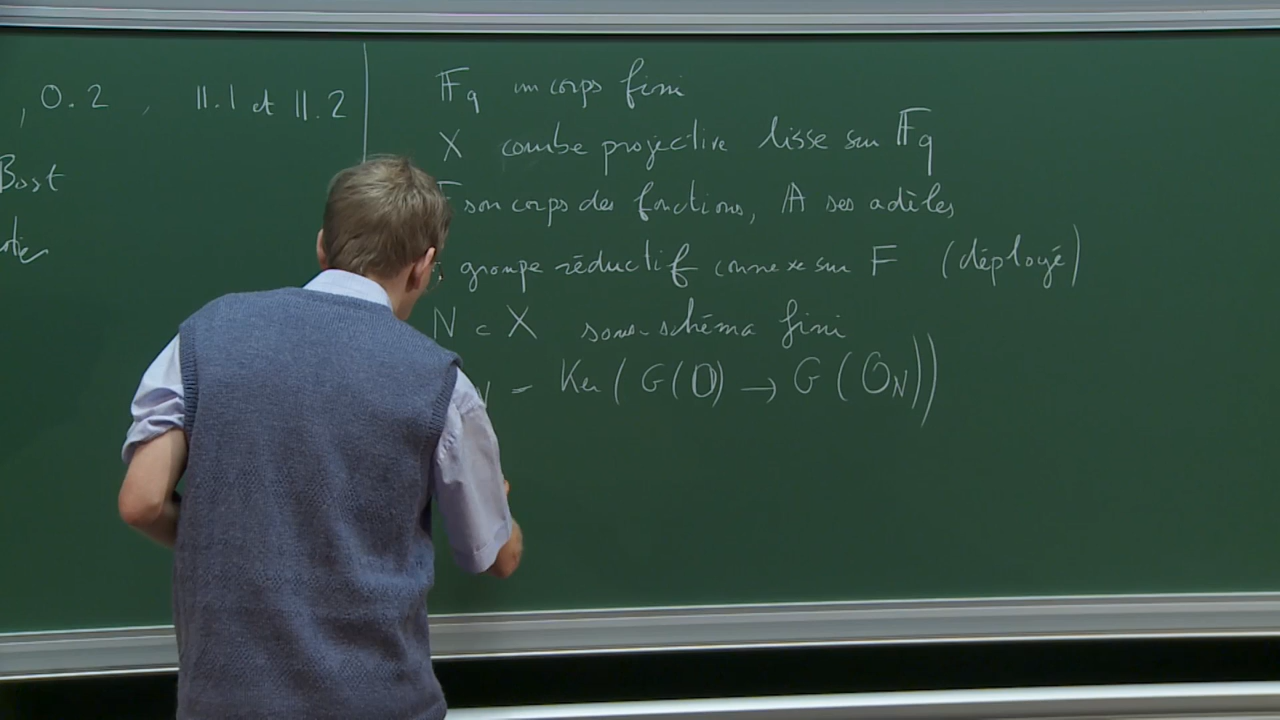 , 0.2 , II.1 et II.2
Bost
𝔽q un corps fini
X courbe projective lisse sur 𝔽q
son corps des fonctions, 𝔸 ses adèles
groupe réductif connexe sur F (déployé)
N ⊂ X sous-schéma fini
N = Ker ( G(𝕆) → G(𝒪N))